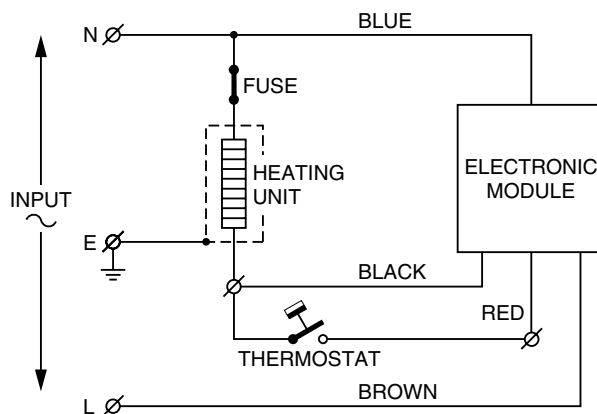 N
BLUE
FUSE
HEATING
UNIT
ELECTRONIC
MODULE
INPUT
E
BLACK
RED
THERMOSTAT
BROWN
L